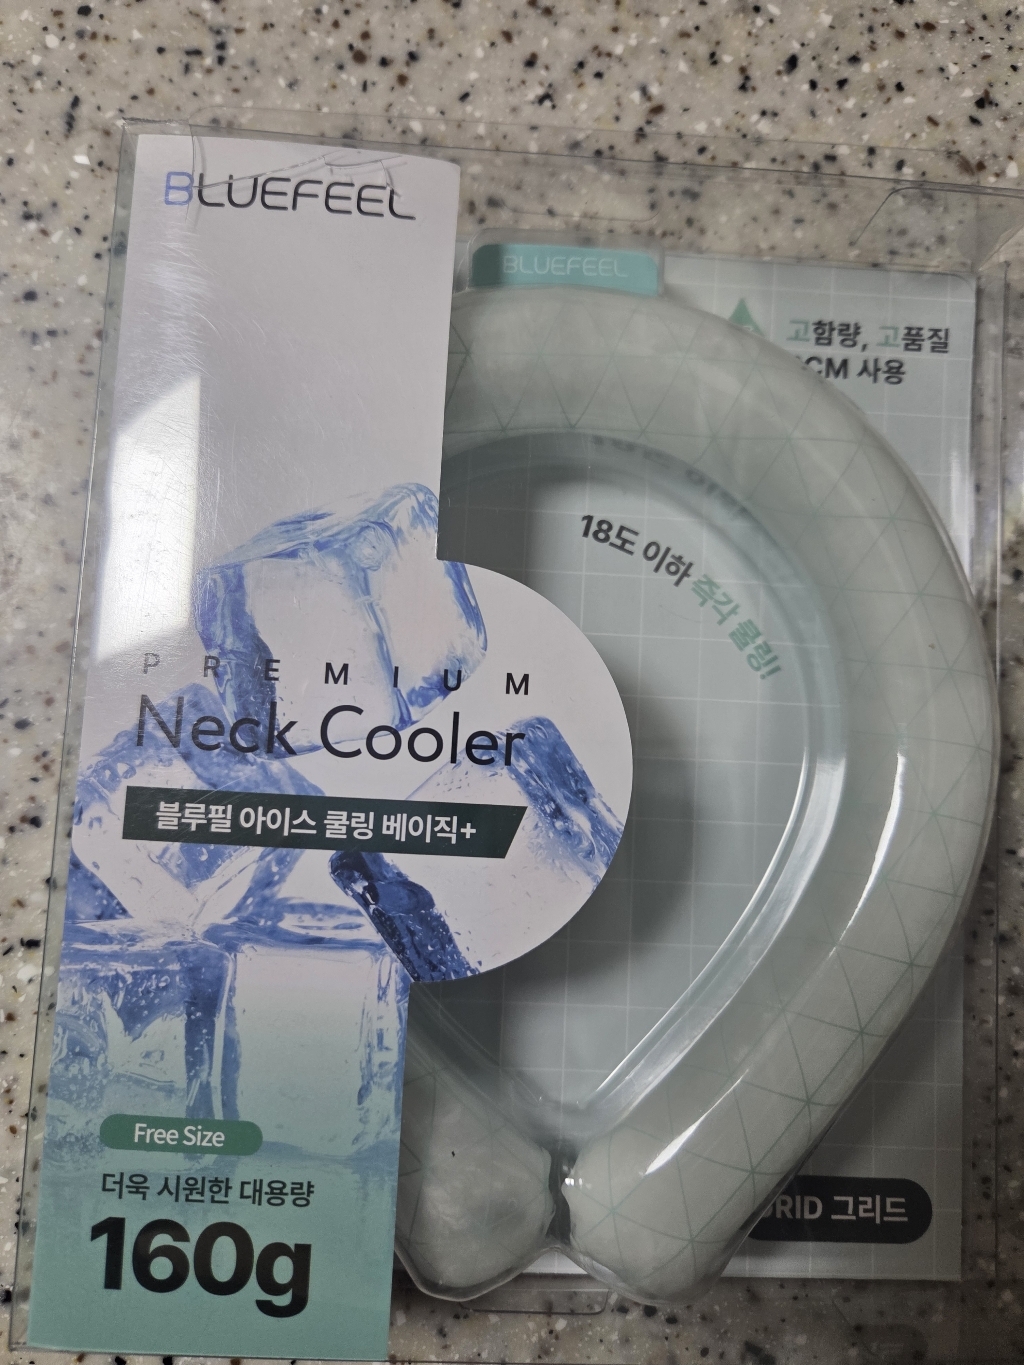 BLUEFEEL
BLUEFEEL
고함량, 고품질
CM 사용
18도 이하 즉각 쿨링!
PREMIUM
Neck Cooler
블루필 아이스 쿨링 베이직+
Free Size
더욱 시원한 대용량
160g
RID 그리드